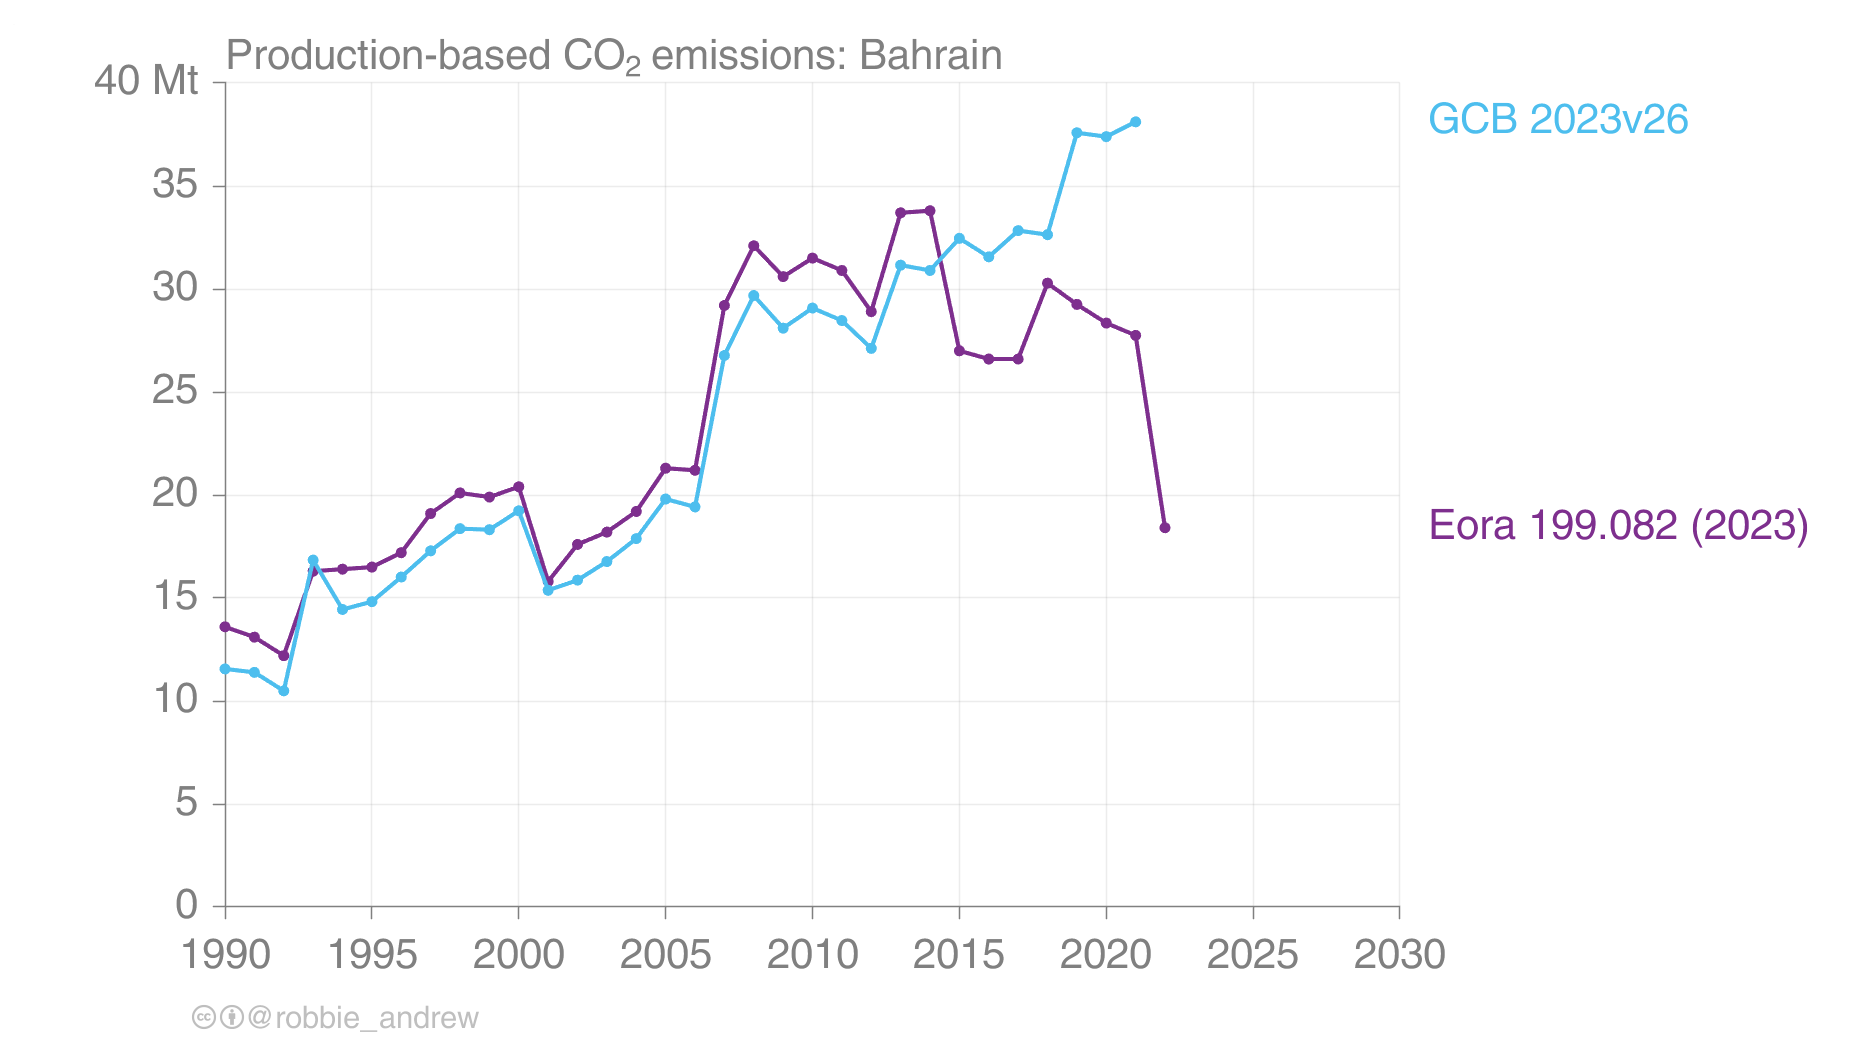 Production-based CO₂ emissions: Bahrain
40 Mt
35
30
25
20
15
10
5
0
1990 1995 2000 2005 2010 2015 2020 2025 2030
GCB 2023v26
Eora 199.082 (2023)
@robbie_andrew